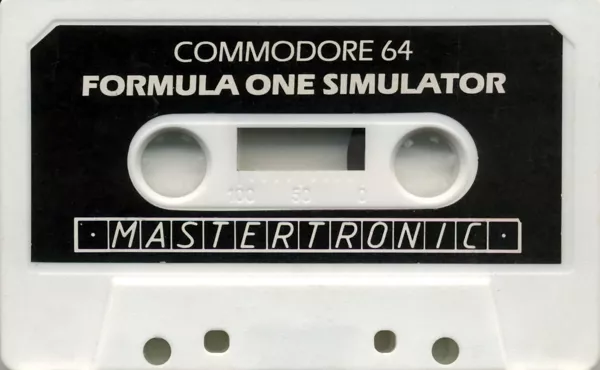 COMMODORE 64
FORMULA ONE SIMULATOR
100 50 0
· MASTERTRONIC ·